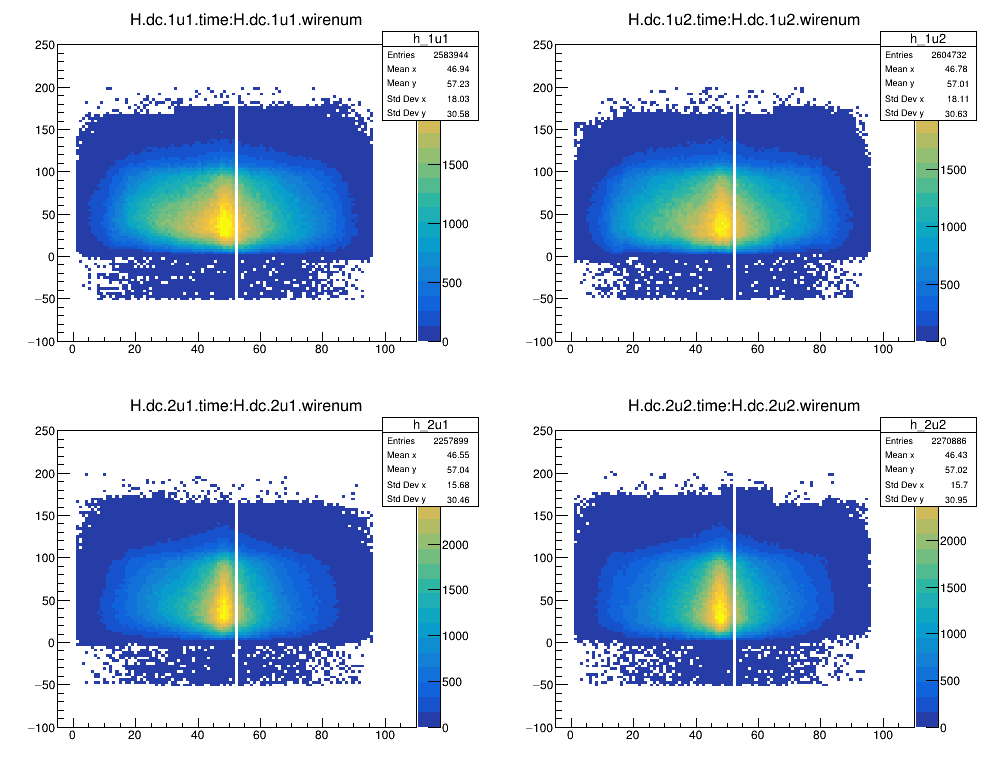 H.dc.1u1.time:H.dc.1u1.wirenum
h_1u1
Entries 2583944
Mean x 46.94
Mean y 57.23
Std Dev x 18.03
Std Dev y 30.58
250
200
150
100
50
0
−50
−100
0 20 40 60 80 100
1500
1000
500
0
H.dc.1u2.time:H.dc.1u2.wirenum
h_1u2
Entries 2604732
Mean x 46.78
Mean y 57.01
Std Dev x 18.11
Std Dev y 30.63
250
200
150
100
50
0
−50
−100
0 20 40 60 80 100
1500
1000
500
0
H.dc.2u1.time:H.dc.2u1.wirenum
h_2u1
Entries 2257899
Mean x 46.55
Mean y 57.04
Std Dev x 15.68
Std Dev y 30.46
250
200
150
100
50
0
−50
−100
0 20 40 60 80 100
2000
1500
1000
500
0
H.dc.2u2.time:H.dc.2u2.wirenum
h_2u2
Entries 2270886
Mean x 46.43
Mean y 57.02
Std Dev x 15.7
Std Dev y 30.95
250
200
150
100
50
0
−50
−100
0 20 40 60 80 100
2000
1500
1000
500
0